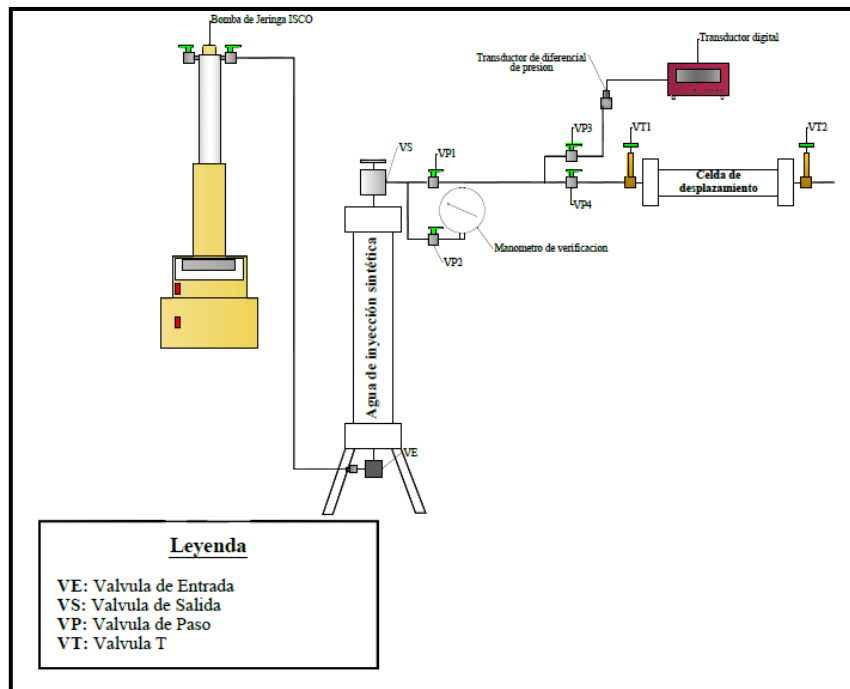 Bomba de Jeringa ISCO
Transductor digital
Transductor de diferencial
de presion
VP3
VT1
VT2
VS
VP1
Celda de
desplazamiento
VP4
Manometro de verificacion
VP2
Agua de inyección sintética
VE
Leyenda
VE: Valvula de Entrada
VS: Valvula de Salida
VP: Valvula de Paso
VT: Valvula T